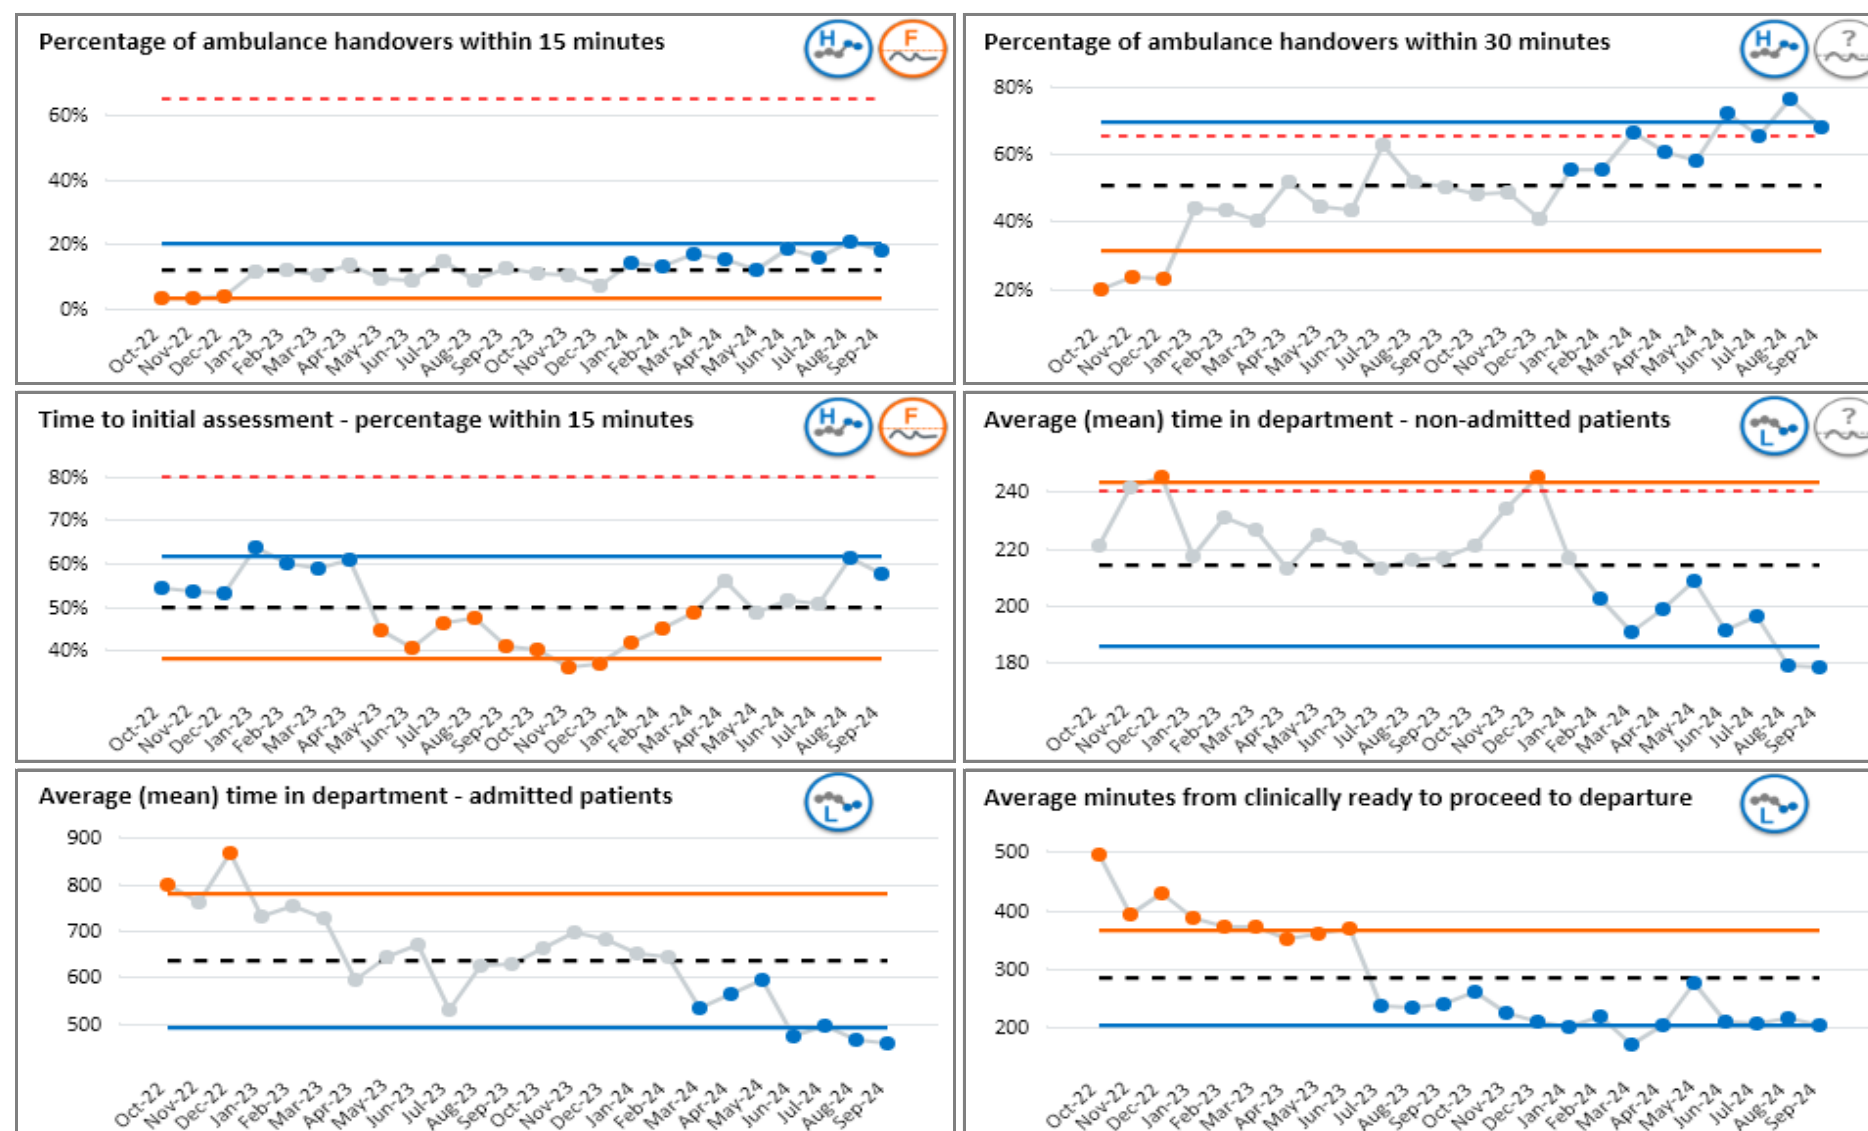 Percentage of ambulance handovers within 15 minutes
H
F
60%
40%
20%
0%
Oct-22
Nov-22
Dec-22
Jan-23
Feb-23
Mar-23
Apr-23
May-23
Jun-23
Jul-23
Aug-23
Sep-23
Oct-23
Nov-23
Dec-23
Jan-24
Feb-24
Mar-24
Apr-24
May-24
Jun-24
Jul-24
Aug-24
Sep-24
Percentage of ambulance handovers within 30 minutes
H
?
80%
60%
40%
20%
Oct-22
Nov-22
Dec-22
Jan-23
Feb-23
Mar-23
Apr-23
May-23
Jun-23
Jul-23
Aug-23
Sep-23
Oct-23
Nov-23
Dec-23
Jan-24
Feb-24
Mar-24
Apr-24
May-24
Jun-24
Jul-24
Aug-24
Sep-24
Time to initial assessment - percentage within 15 minutes
H
F
80%
70%
60%
50%
40%
Oct-22
Nov-22
Dec-22
Jan-23
Feb-23
Mar-23
Apr-23
May-23
Jun-23
Jul-23
Aug-23
Sep-23
Oct-23
Nov-23
Dec-23
Jan-24
Feb-24
Mar-24
Apr-24
May-24
Jun-24
Jul-24
Aug-24
Sep-24
Average (mean) time in department - non-admitted patients
L
?
240
220
200
180
Oct-22
Nov-22
Dec-22
Jan-23
Feb-23
Mar-23
Apr-23
May-23
Jun-23
Jul-23
Aug-23
Sep-23
Oct-23
Nov-23
Dec-23
Jan-24
Feb-24
Mar-24
Apr-24
May-24
Jun-24
Jul-24
Aug-24
Sep-24
Average (mean) time in department - admitted patients
L
900
800
700
600
500
Oct-22
Nov-22
Dec-22
Jan-23
Feb-23
Mar-23
Apr-23
May-23
Jun-23
Jul-23
Aug-23
Sep-23
Oct-23
Nov-23
Dec-23
Jan-24
Feb-24
Mar-24
Apr-24
May-24
Jun-24
Jul-24
Aug-24
Sep-24
Average minutes from clinically ready to proceed to departure
L
500
400
300
200
Oct-22
Nov-22
Dec-22
Jan-23
Feb-23
Mar-23
Apr-23
May-23
Jun-23
Jul-23
Aug-23
Sep-23
Oct-23
Nov-23
Dec-23
Jan-24
Feb-24
Mar-24
Apr-24
May-24
Jun-24
Jul-24
Aug-24
Sep-24